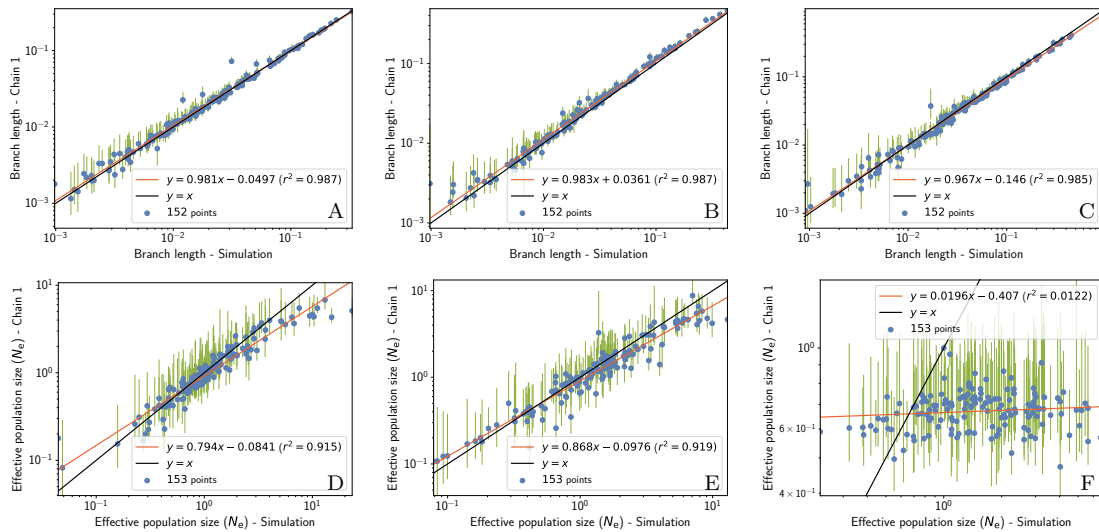 Branch length - Chain 1
10⁻¹
10⁻²
10⁻³
10⁻³
10⁻²
10⁻¹
Branch length - Simulation
y = 0.981x − 0.0497 (r² = 0.987)
y = x
152 points
A
Branch length - Chain 1
10⁻¹
10⁻²
10⁻³
10⁻³
10⁻²
10⁻¹
Branch length - Simulation
y = 0.983x + 0.0361 (r² = 0.987)
y = x
152 points
B
Branch length - Chain 1
10⁻¹
10⁻²
10⁻³
10⁻³
10⁻²
10⁻¹
Branch length - Simulation
y = 0.967x − 0.146 (r² = 0.985)
y = x
152 points
C
Effective population size (Nₑ) - Chain 1
10¹
10⁰
10⁻¹
10⁻¹
10⁰
10¹
Effective population size (Nₑ) - Simulation
y = 0.794x − 0.0841 (r² = 0.915)
y = x
153 points
D
Effective population size (Nₑ) - Chain 1
10¹
10⁰
10⁻¹
10⁻¹
10⁰
10¹
Effective population size (Nₑ) - Simulation
y = 0.868x − 0.0976 (r² = 0.919)
y = x
153 points
E
Effective population size (Nₑ) - Chain 1
10⁰
6 × 10⁻¹
4 × 10⁻¹
10⁰
Effective population size (Nₑ) - Simulation
y = 0.0196x − 0.407 (r² = 0.0122)
y = x
153 points
F